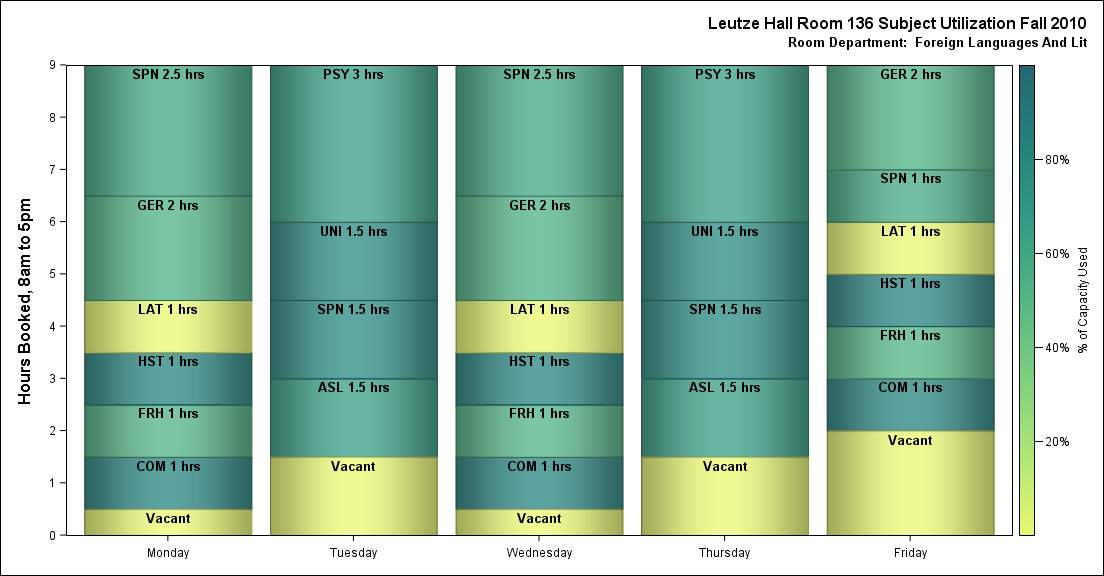 Leutze Hall Room 136 Subject Utilization Fall 2010
Room Department:  Foreign Languages And Lit
Hours Booked, 8am to 5pm
9
8
7
6
5
4
3
2
1
0
SPN 2.5 hrs
GER 2 hrs
LAT 1 hrs
HST 1 hrs
FRH 1 hrs
COM 1 hrs
Vacant
Monday
PSY 3 hrs
UNI 1.5 hrs
SPN 1.5 hrs
ASL 1.5 hrs
Vacant
Tuesday
SPN 2.5 hrs
GER 2 hrs
LAT 1 hrs
HST 1 hrs
FRH 1 hrs
COM 1 hrs
Vacant
Wednesday
PSY 3 hrs
UNI 1.5 hrs
SPN 1.5 hrs
ASL 1.5 hrs
Vacant
Thursday
GER 2 hrs
SPN 1 hrs
LAT 1 hrs
HST 1 hrs
FRH 1 hrs
COM 1 hrs
Vacant
Friday
80%
60%
40%
20%
% of Capacity Used